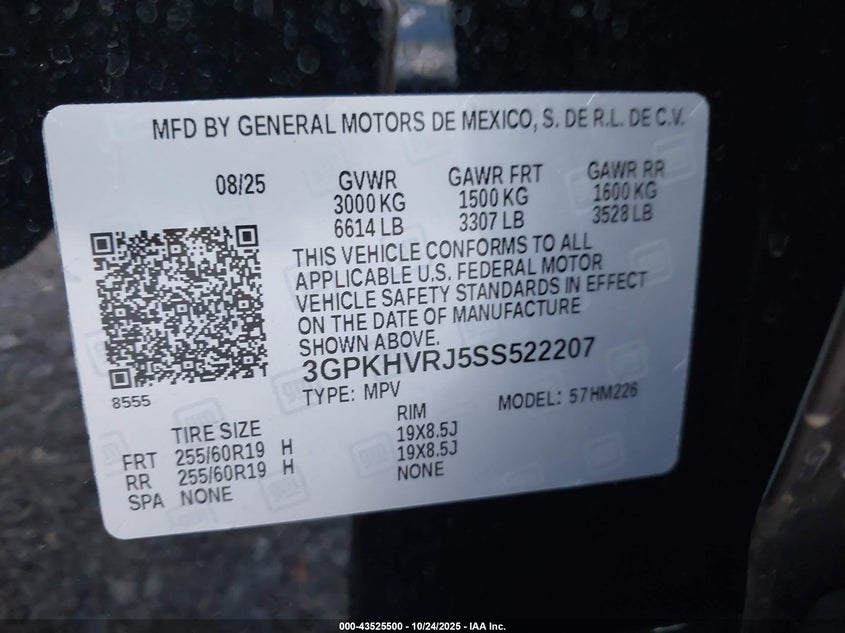 MFD BY GENERAL MOTORS DE MEXICO, S. DE R.L. DE C.V.
08/25 GVWR GAWR FRT GAWR RR
3000 KG 1500 KG 1600 KG
6614 LB 3307 LB 3528 LB
THIS VEHICLE CONFORMS TO ALL
APPLICABLE U.S. FEDERAL MOTOR
VEHICLE SAFETY STANDARDS IN EFFECT
ON THE DATE OF MANUFACTURE
SHOWN ABOVE.
3GPKHVRJ5SS522207
8555 TYPE: MPV MODEL: 57HM226
TIRE SIZE RIM
FRT 255/60R19 H 19X8.5J
RR 255/60R19 H 19X8.5J
SPA NONE NONE
000-43525500 - 10/24/2025 - IAA Inc.